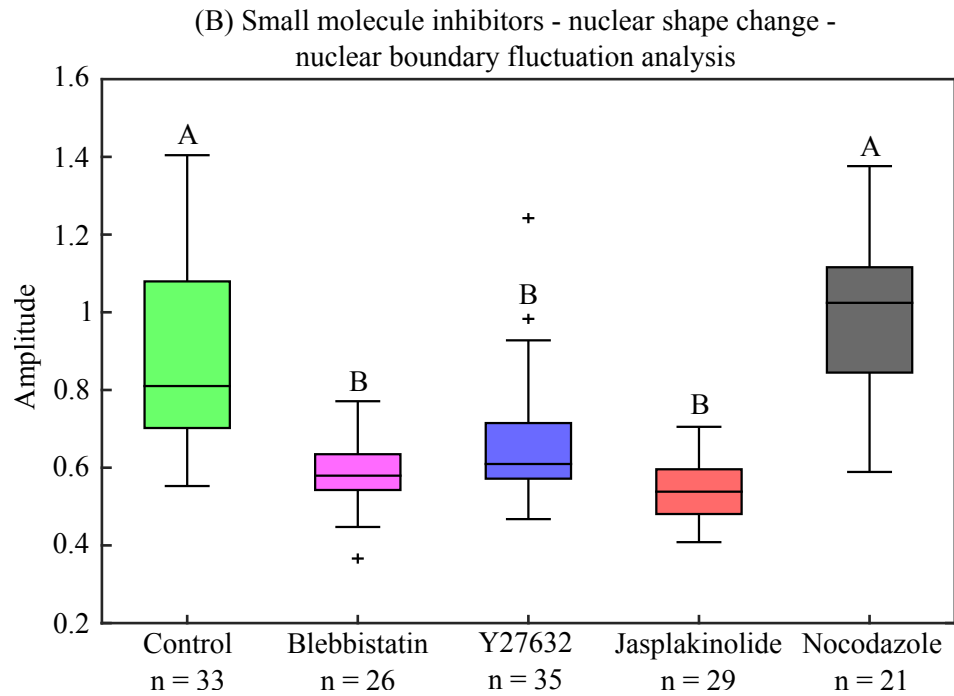 (B) Small molecule inhibitors - nuclear shape change -
nuclear boundary fluctuation analysis
Amplitude
1.6
1.4
1.2
1
0.8
0.6
0.4
0.2
A
B
B
B
A
Control Blebbistatin Y27632 Jasplakinolide Nocodazole
n = 33 n = 26 n = 35 n = 29 n = 21